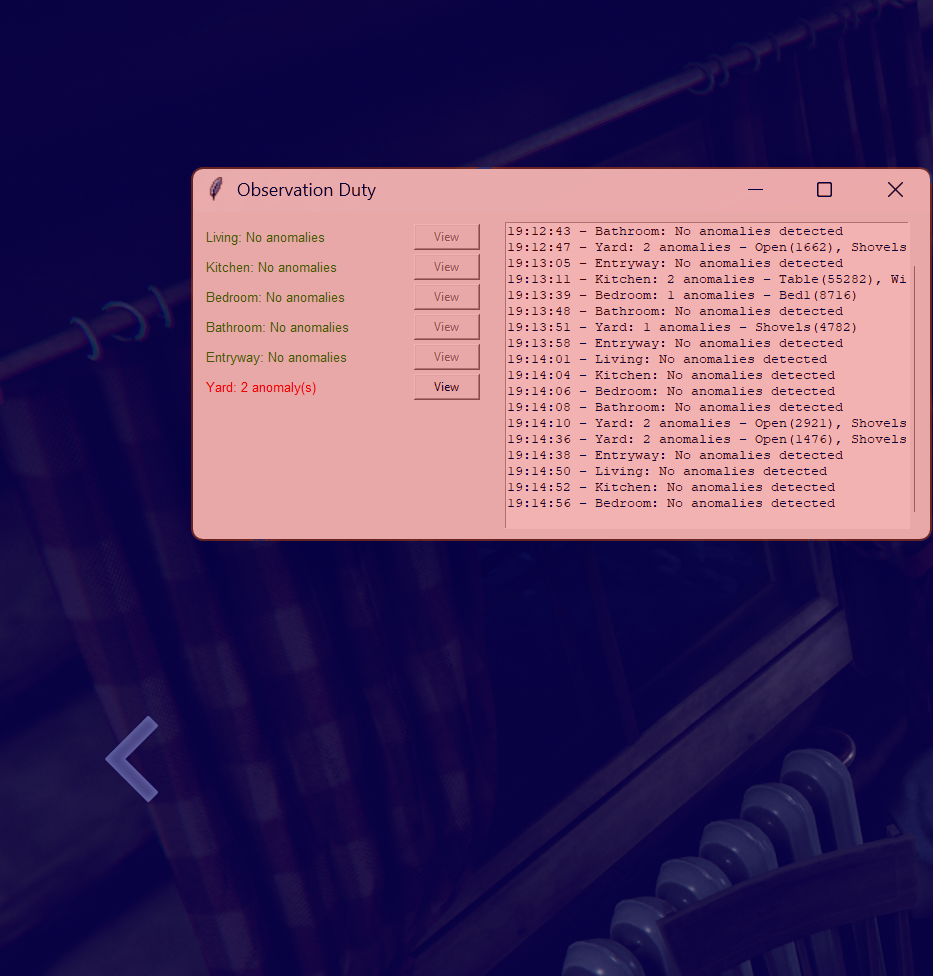 Observation Duty
Living: No anomalies
View
Kitchen: No anomalies
View
Bedroom: No anomalies
View
Bathroom: No anomalies
View
Entryway: No anomalies
View
Yard: 2 anomaly(s)
View
19:12:43 - Bathroom: No anomalies detected
19:12:47 - Yard: 2 anomalies - Open(1662), Shovels
19:13:05 - Entryway: No anomalies detected
19:13:11 - Kitchen: 2 anomalies - Table(55282), Wi
19:13:39 - Bedroom: 1 anomalies - Bed1(8716)
19:13:48 - Bathroom: No anomalies detected
19:13:51 - Yard: 1 anomalies - Shovels(4782)
19:13:58 - Entryway: No anomalies detected
19:14:01 - Living: No anomalies detected
19:14:04 - Kitchen: No anomalies detected
19:14:06 - Bedroom: No anomalies detected
19:14:08 - Bathroom: No anomalies detected
19:14:10 - Yard: 2 anomalies - Open(2921), Shovels
19:14:36 - Yard: 2 anomalies - Open(1476), Shovels
19:14:38 - Entryway: No anomalies detected
19:14:50 - Living: No anomalies detected
19:14:52 - Kitchen: No anomalies detected
19:14:56 - Bedroom: No anomalies detected